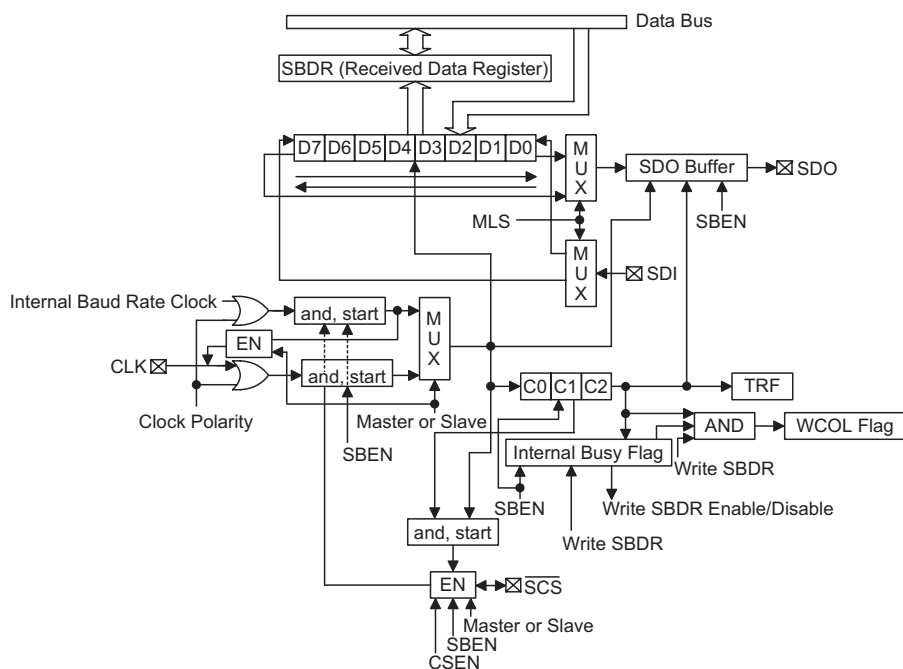 Data Bus
SBDR (Received Data Register)
D7 D6 D5 D4 D3 D2 D1 D0
MUX
SDO Buffer
SDO
MLS
SBEN
MUX
SDI
Internal Baud Rate Clock
and, start
MUX
EN
CLK
and, start
C0 C1 C2
TRF
Clock Polarity
Master or Slave
AND
WCOL Flag
SBEN
Internal Busy Flag
Write SBDR
SBEN
Write SBDR Enable/Disable
and, start
Write SBDR
EN
SCS
Master or Slave
SBEN
CSEN